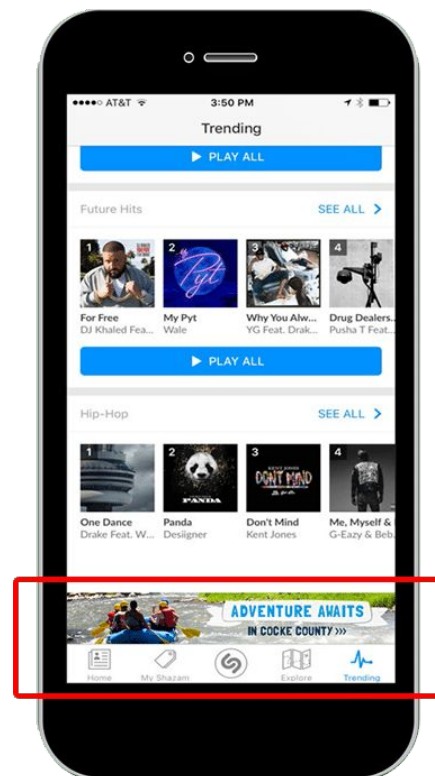 AT&T 3:50 PM
Trending
PLAY ALL
Future Hits SEE ALL
1 2 3 4
For Free My Pyt Why You Alw... Drug Dealers...
DJ Khaled Fea... Wale YG Feat. Drak... Pusha T Feat...
PLAY ALL
Hip-Hop SEE ALL
1 2 3 4
PANDA KENT JONES
DON'T MIND
One Dance Panda Don't Mind Me, Myself &
Drake Feat. W... Desiigner Kent Jones G-Eazy & Beb
ADVENTURE AWAITS
IN COCKE COUNTY >>>
Home My Shazam Explore Trending